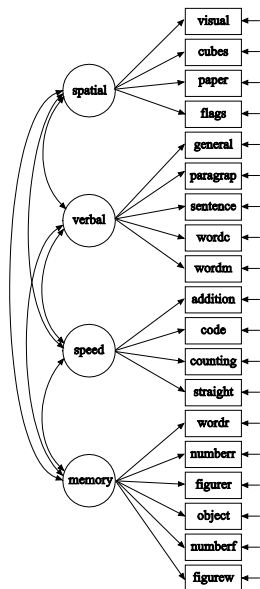 visual
cubes
spatial
paper
flags
general
paragrap
verbal
sentence
wordc
wordm
addition
code
speed
counting
straight
wordr
numberr
memory
figurer
object
numberf
figurew